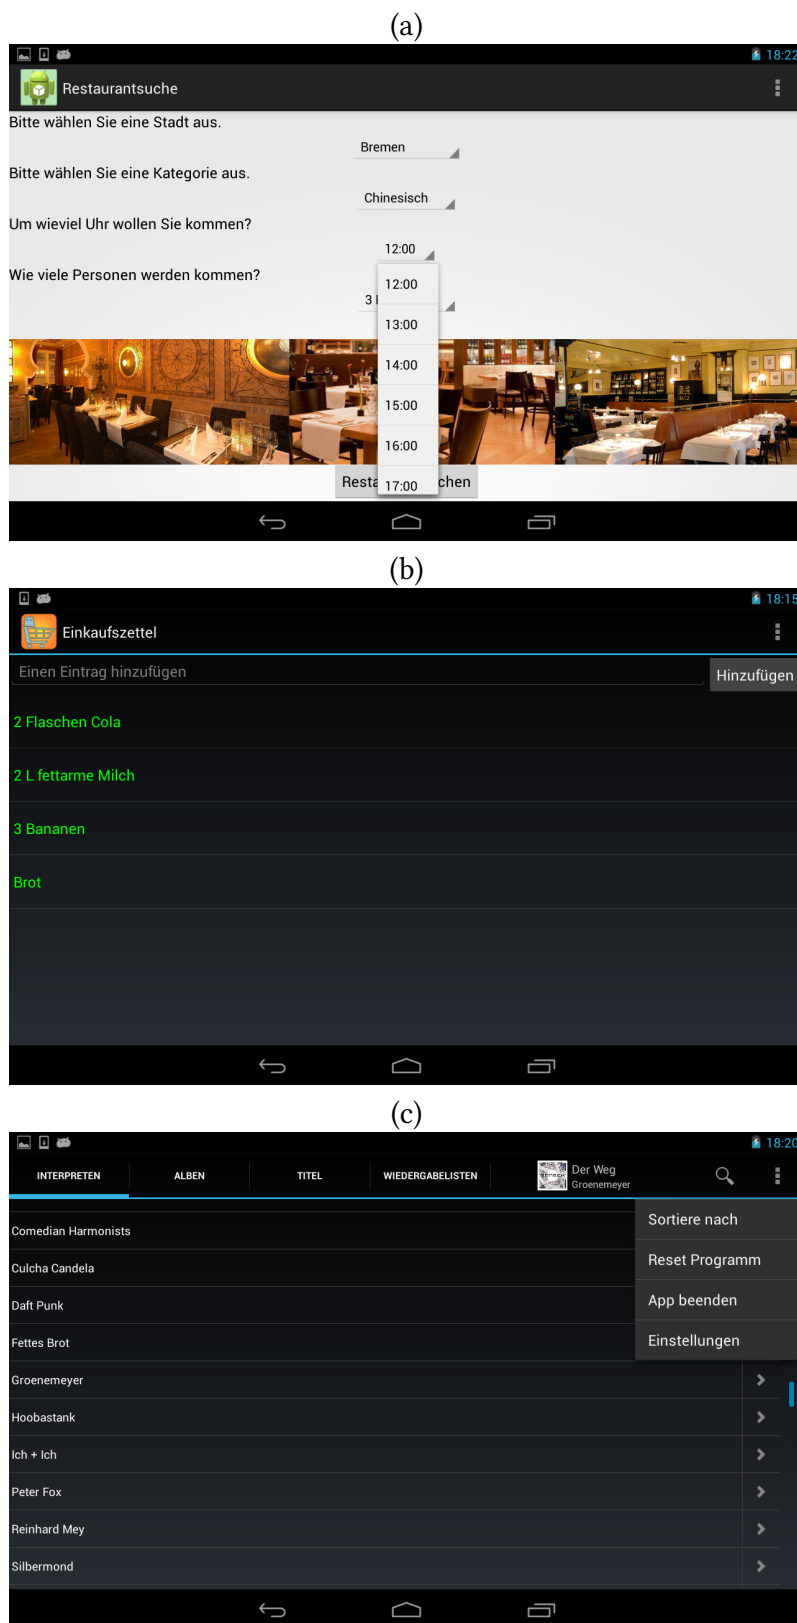 (a)
18:22
Restaurantsuche
Bitte wählen Sie eine Stadt aus.
Bremen
Bitte wählen Sie eine Kategorie aus.
Chinesisch
Um wieviel Uhr wollen Sie kommen?
12:00
Wie viele Personen werden kommen?
12:00
3
13:00
14:00
15:00
16:00
17:00
Resta chen
(b)
18:15
Einkaufszettel
Einen Eintrag hinzufügen
Hinzufügen
2 Flaschen Cola
2 L fettarme Milch
3 Bananen
Brot
(c)
18:20
INTERPRETEN ALBEN TITEL WIEDERGABELISTEN
Der Weg
Groenemeyer
Sortiere nach
Reset Programm
App beenden
Einstellungen
Comedian Harmonists
Culcha Candela
Daft Punk
Fettes Brot
Groenemeyer
Hoobastank
Ich + Ich
Peter Fox
Reinhard Mey
Silbermond